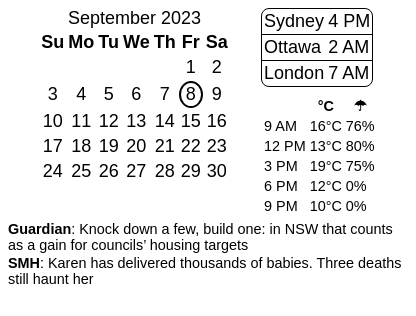 September 2023
Su Mo Tu We Th Fr Sa
1 2
3 4 5 6 7 8 9
10 11 12 13 14 15 16
17 18 19 20 21 22 23
24 25 26 27 28 29 30
Sydney 4 PM
Ottawa 2 AM
London 7 AM
°C ☂
9 AM 16°C 76%
12 PM 13°C 80%
3 PM 19°C 75%
6 PM 12°C 0%
9 PM 10°C 0%
Guardian: Knock down a few, build one: in NSW that counts
as a gain for councils’ housing targets
SMH: Karen has delivered thousands of babies. Three deaths
still haunt her